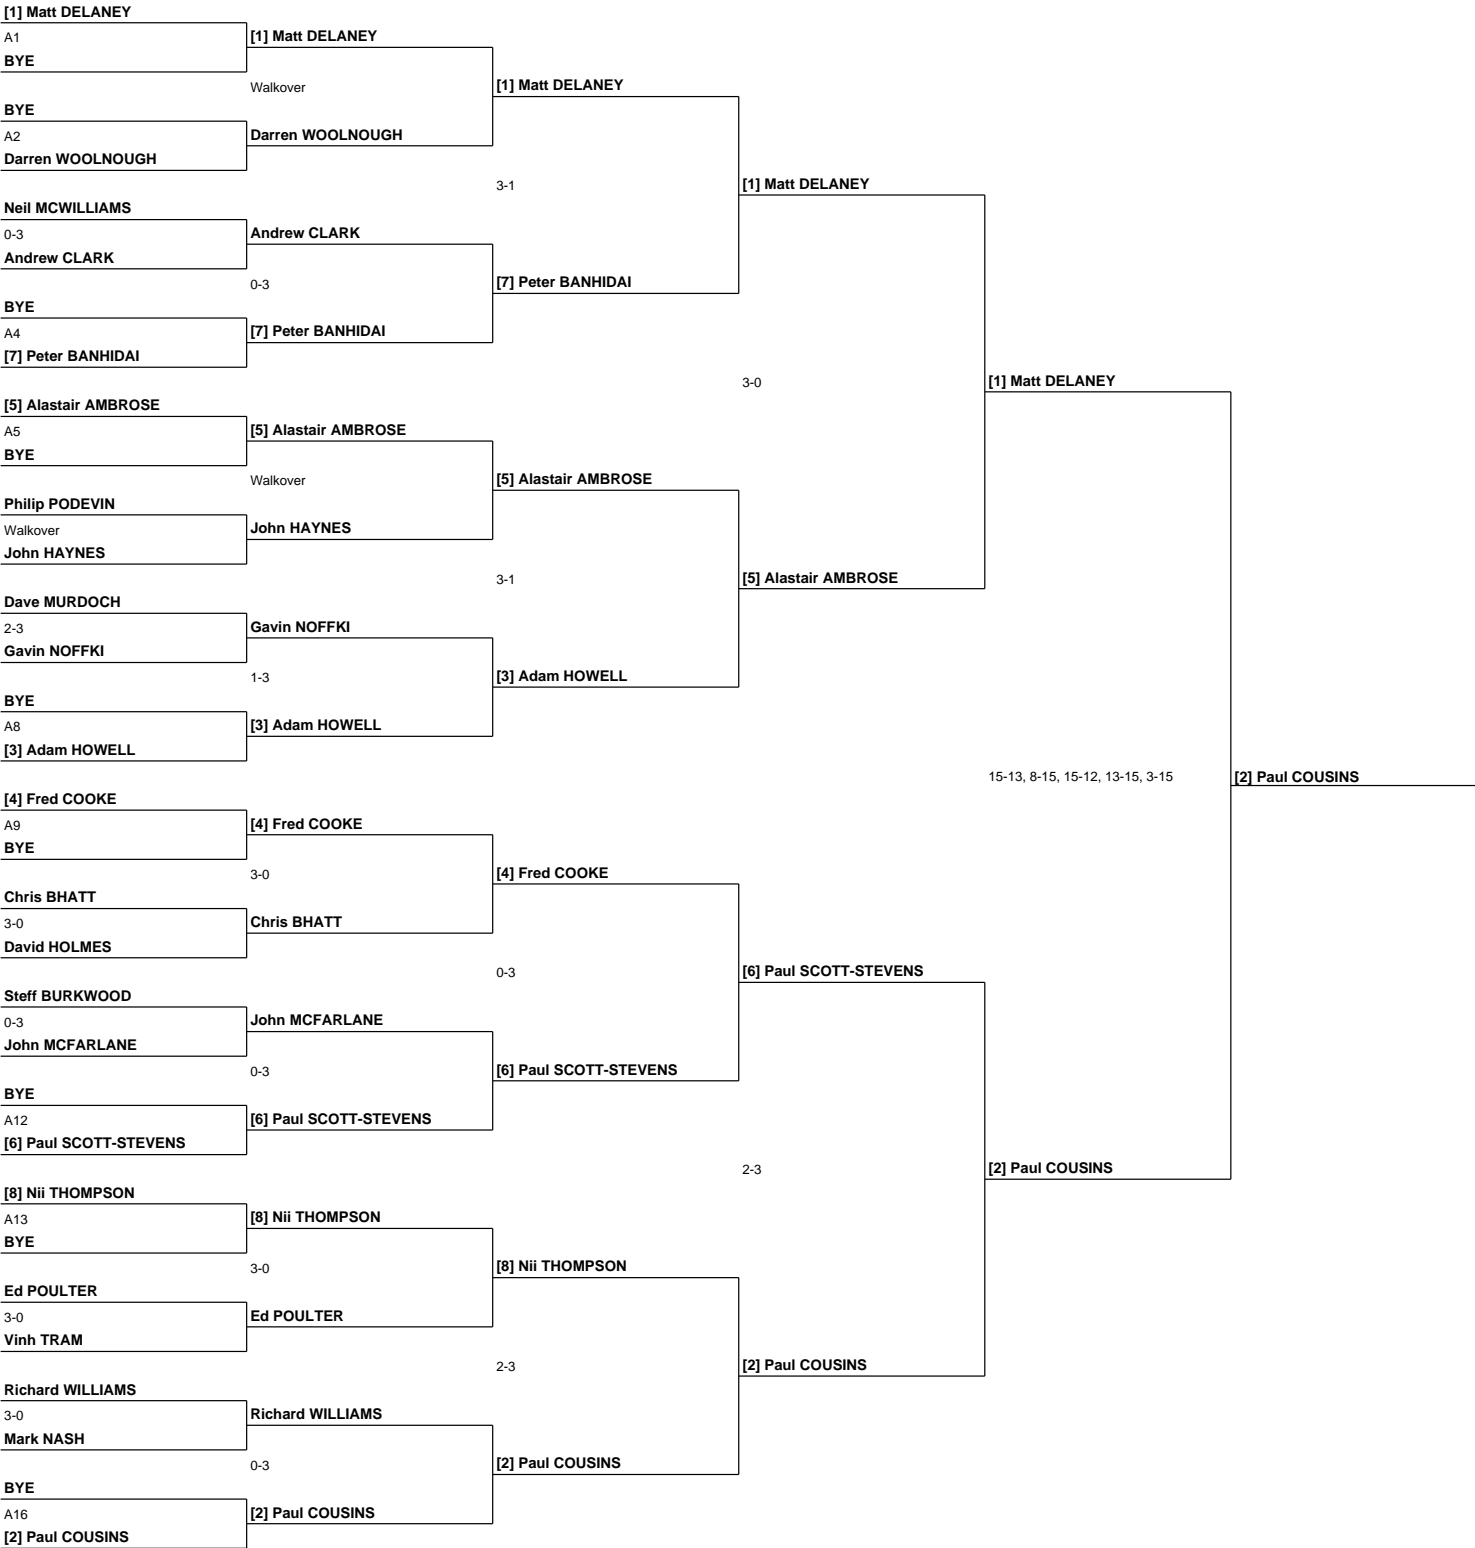 [1] Matt DELANEY
A1
BYE
BYE
A2
Darren WOOLNOUGH
Neil MCWILLIAMS
0-3
Andrew CLARK
BYE
A4
[7] Peter BANHIDAI
[5] Alastair AMBROSE
A5
BYE
Philip PODEVIN
Walkover
John HAYNES
Dave MURDOCH
2-3
Gavin NOFFKI
BYE
A8
[3] Adam HOWELL
[4] Fred COOKE
A9
BYE
Chris BHATT
3-0
David HOLMES
Steff BURKWOOD
0-3
John MCFARLANE
BYE
A12
[6] Paul SCOTT-STEVENS
[8] Nii THOMPSON
A13
BYE
Ed POULTER
3-0
Vinh TRAM
Richard WILLIAMS
3-0
Mark NASH
BYE
A16
[2] Paul COUSINS
[1] Matt DELANEY
Walkover
Darren WOOLNOUGH
Andrew CLARK
0-3
[7] Peter BANHIDAI
[5] Alastair AMBROSE
Walkover
John HAYNES
Gavin NOFFKI
1-3
[3] Adam HOWELL
[4] Fred COOKE
3-0
Chris BHATT
John MCFARLANE
0-3
[6] Paul SCOTT-STEVENS
[8] Nii THOMPSON
3-0
Ed POULTER
Richard WILLIAMS
0-3
[2] Paul COUSINS
[1] Matt DELANEY
3-1
[7] Peter BANHIDAI
[5] Alastair AMBROSE
3-1
[3] Adam HOWELL
[4] Fred COOKE
0-3
[6] Paul SCOTT-STEVENS
[8] Nii THOMPSON
2-3
[2] Paul COUSINS
[1] Matt DELANEY
3-0
[5] Alastair AMBROSE
[6] Paul SCOTT-STEVENS
2-3
[2] Paul COUSINS
[1] Matt DELANEY
15-13, 8-15, 15-12, 13-15, 3-15
[2] Paul COUSINS
[2] Paul COUSINS